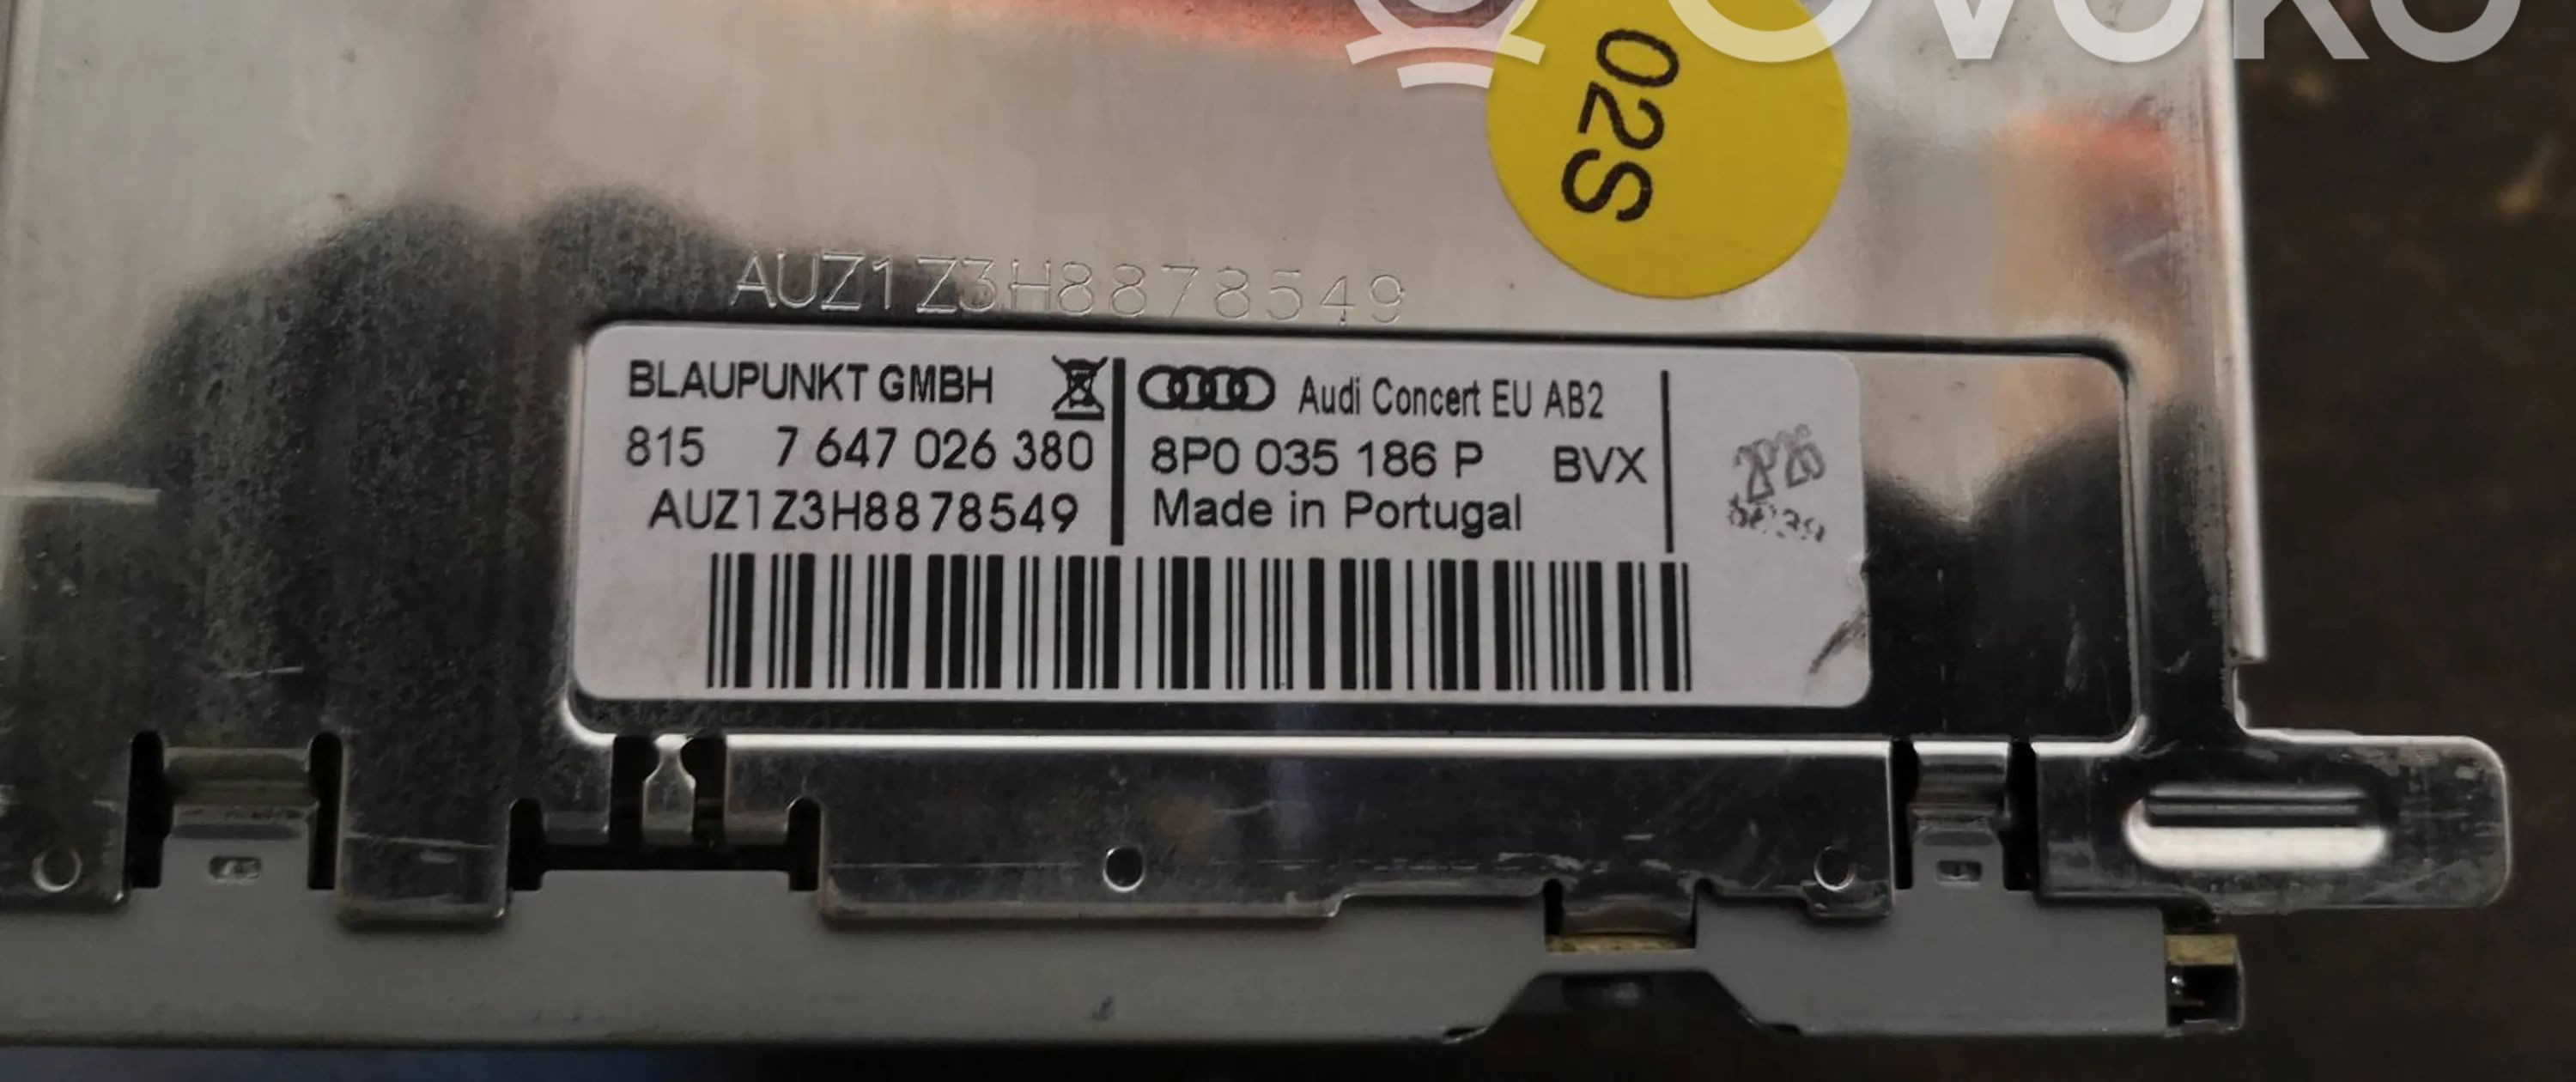 OVOKO
02S
AUZ1Z3H8878549
BLAUPUNKT GMBH
815 7 647 026 380
AUZ1Z3H8878549
Audi Concert EU AB2
8P0 035 186 P BVX
Made in Portugal